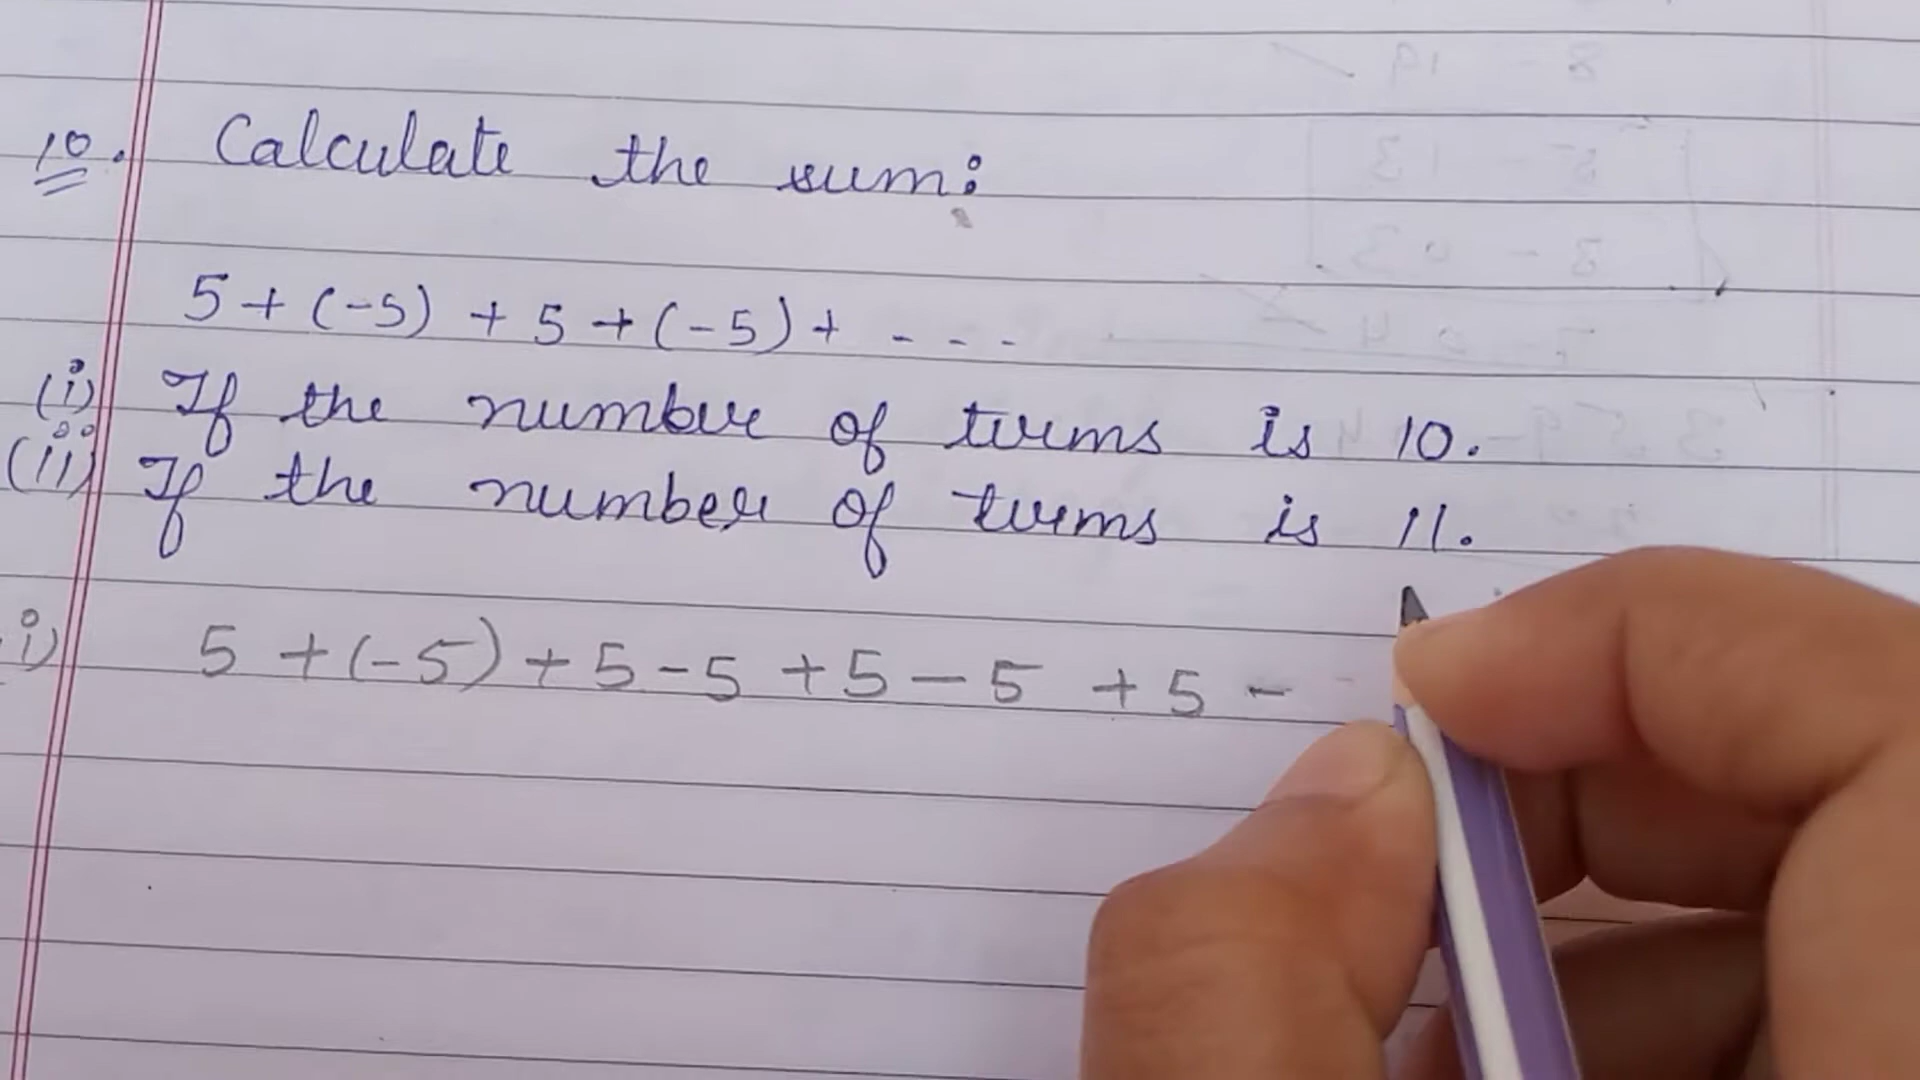 10. Calculate the sum:
5 + (-5) + 5 + (-5) + - - -
(i) If the number of terms is 10.
(ii) If the number of terms is 11.
i) 5 + (-5) + 5 - 5 + 5 - 5 + 5 -